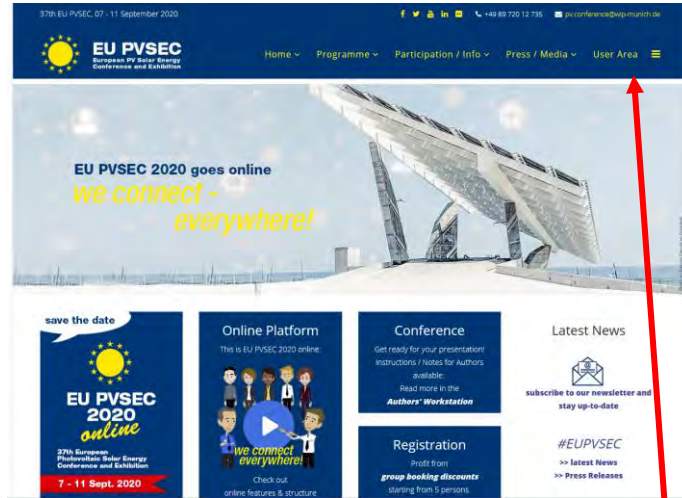 37th EU PVSEC, 07 - 11 September 2020
+49 89 720 12 735
pv.conference@wip-munich.de
EU PVSEC
European PV Solar Energy
Conference and Exhibition
Home
Programme
Participation / Info
Press / Media
User Area
EU PVSEC 2020 goes online
we connect -
everywhere!
save the date
EU PVSEC
2020
online
37th European
Photovoltaic Solar Energy
Conference and Exhibition
7 - 11 Sept. 2020
Online Platform
This is EU PVSEC 2020 online:
we connect
everywhere!
Check out
online features & structure
Conference
Get ready for your presentation!
Instructions / Notes for Authors
available:
Read more in the
Authors' Workstation
Registration
Profit from
group booking discounts
starting from 5 persons
Latest News
subscribe to our newsletter and
stay up-to-date
#EUPVSEC
>> latest News
>> Press Releases